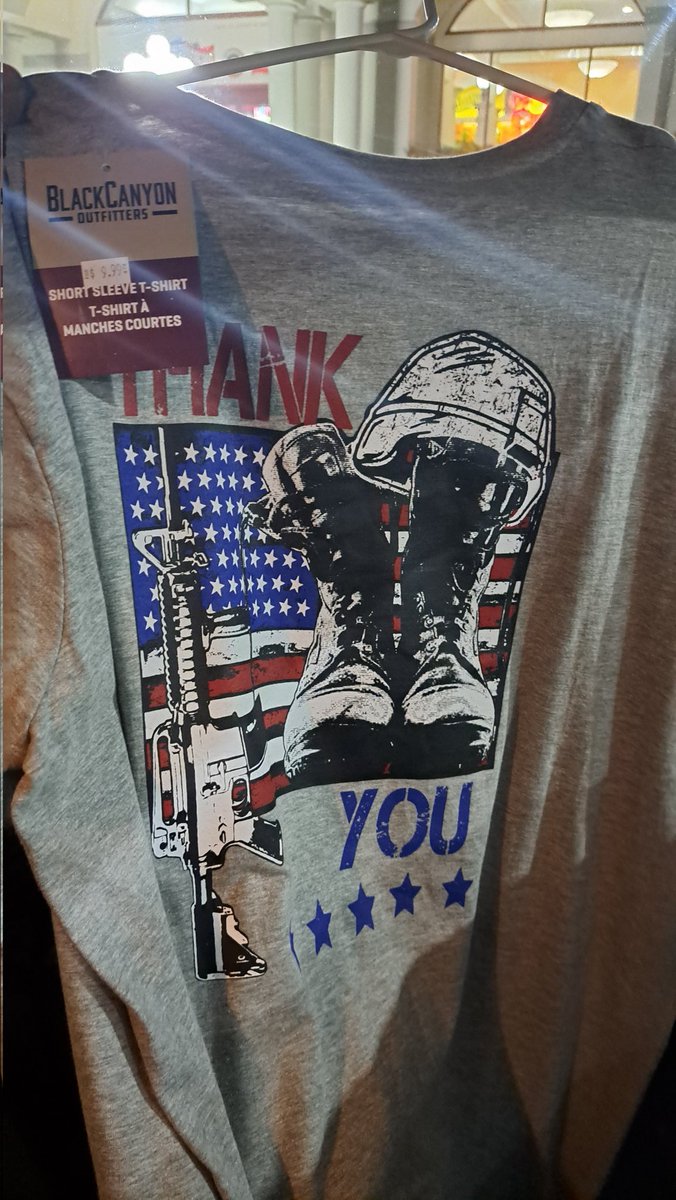 BLACKCANYON
OUTFITTERS
$ 9.99
SHORT SLEEVE T-SHIRT
T-SHIRT À
MANCHES COURTES
THANK
YOU